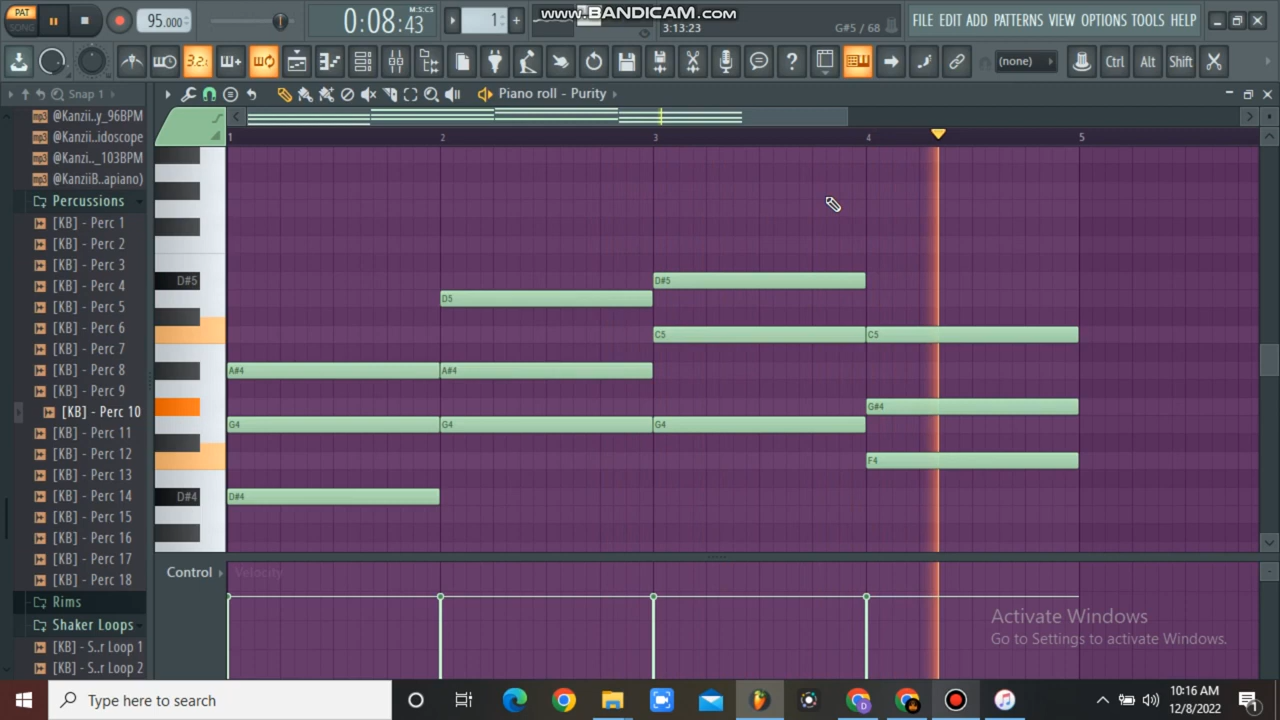 PAT
SONG
95.000
0:08:43
M:S:CS
1
www.BANDICAM.com
3:13:23
G#5 / 68
FILE EDIT ADD PATTERNS VIEW OPTIONS TOOLS HELP
(none)
Ctrl
Alt
Shift
Snap 1
Piano roll - Purity
1
2
3
4
5
@Kanzii..y_96BPM
@Kanzii..idoscope
@Kanzi.._103BPM
@KanziiB..apiano)
Percussions
[KB] - Perc 1
[KB] - Perc 2
[KB] - Perc 3
[KB] - Perc 4
[KB] - Perc 5
[KB] - Perc 6
[KB] - Perc 7
[KB] - Perc 8
[KB] - Perc 9
[KB] - Perc 10
[KB] - Perc 11
[KB] - Perc 12
[KB] - Perc 13
[KB] - Perc 14
[KB] - Perc 15
[KB] - Perc 16
[KB] - Perc 17
[KB] - Perc 18
Rims
Shaker Loops
[KB] - S..r Loop 1
[KB] - S..r Loop 2
D#5
D#5
D5
C5
C5
A#4
A#4
G#4
G4
G4
G4
F4
D#4
D#4
Control
Velocity
Activate Windows
Go to Settings to activate Windows.
Type here to search
10:16 AM
12/8/2022
1